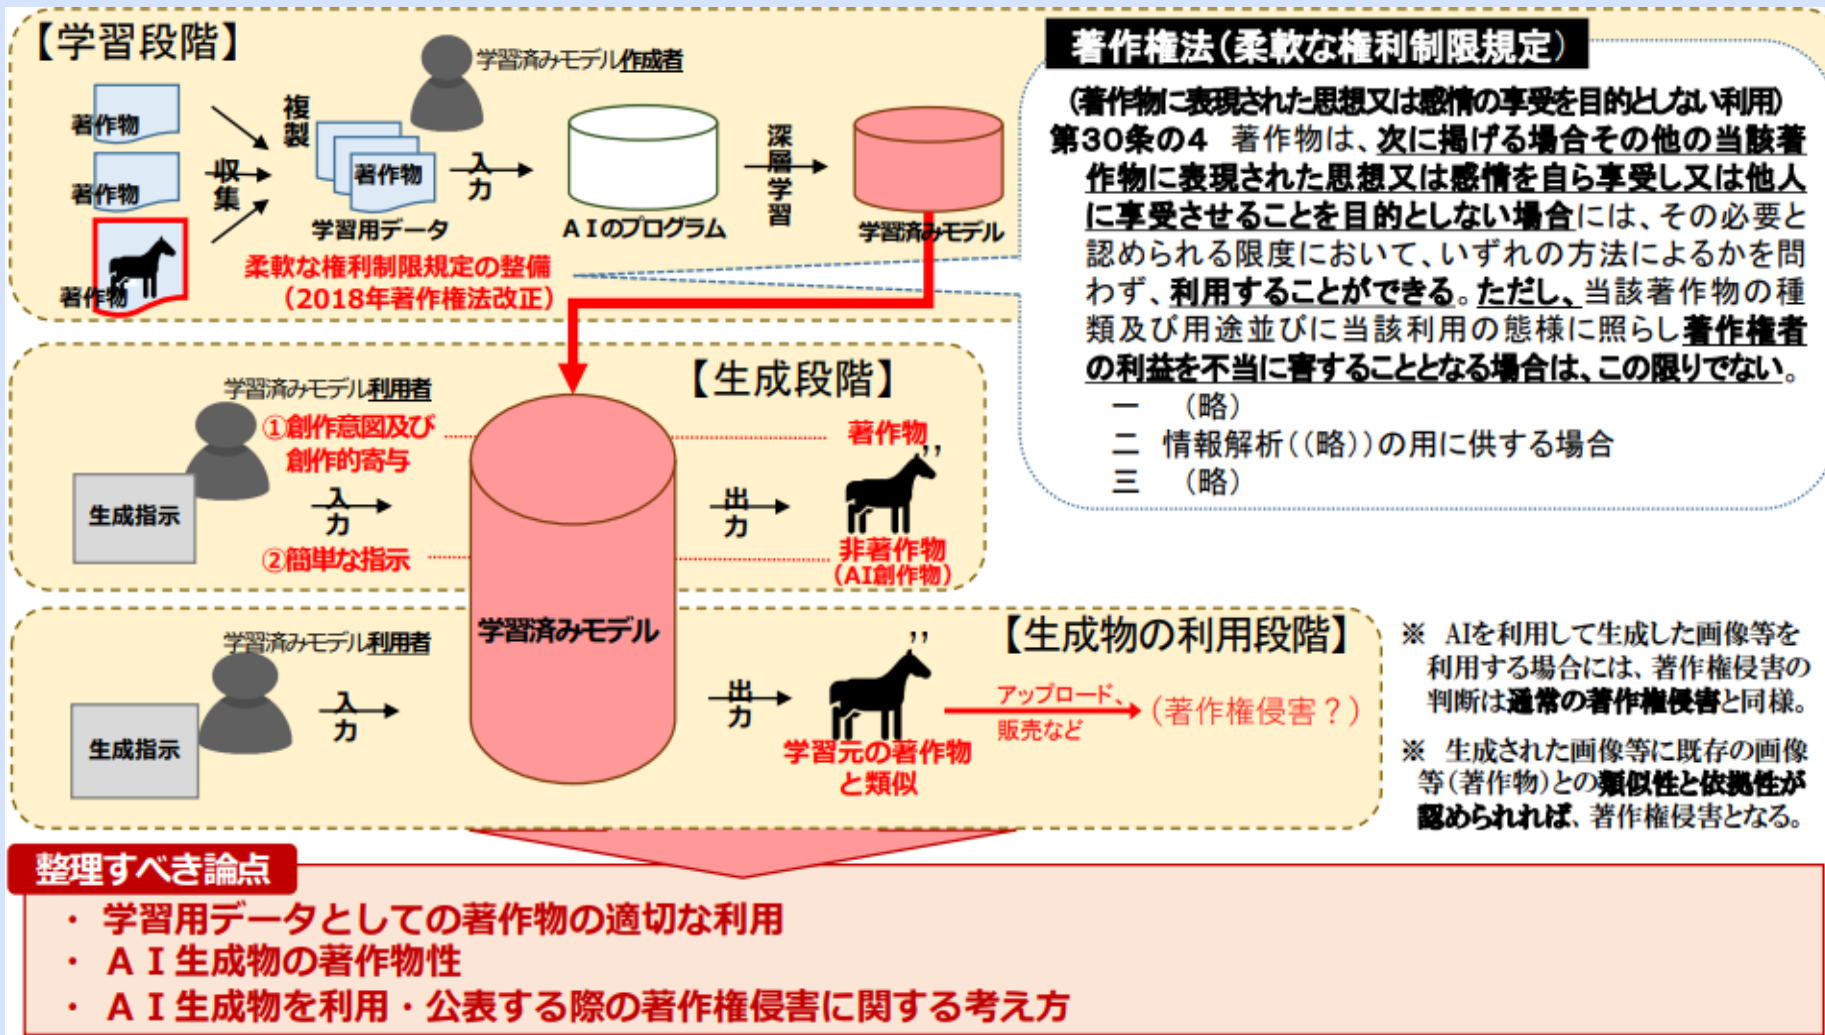 【学習段階】
学習済みモデル作成者
著作物
著作物
著作物
収集
複製
著作物
学習用データ
入力
AIのプログラム
深層学習
学習済みモデル
柔軟な権利制限規定の整備
(2018年著作権法改正)
著作権法(柔軟な権利制限規定)
(著作物に表現された思想又は感情の享受を目的としない利用)
第30条の4 著作物は、次に掲げる場合その他の当該著
作物に表現された思想又は感情を自ら享受し又は他人
に享受させることを目的としない場合には、その必要と
認められる限度において、いずれの方法によるかを問
わず、利用することができる。ただし、当該著作物の種
類及び用途並びに当該利用の態様に照らし著作権者
の利益を不当に害することとなる場合は、この限りでない。
一 (略)
二 情報解析((略))の用に供する場合
三 (略)
【生成段階】
学習済みモデル利用者
①創作意図及び
創作的寄与
生成指示
入力
②簡単な指示
出力
著作物
,,
非著作物
(AI創作物)
学習済みモデル
【生成物の利用段階】
学習済みモデル利用者
生成指示
入力
出力
,,
学習元の著作物
と類似
アップロード、
販売など
(著作権侵害?)
※ AIを利用して生成した画像等を
利用する場合には、著作権侵害の
判断は通常の著作権侵害と同様。
※ 生成された画像等に既存の画像
等(著作物)との類似性と依拠性が
認められれば、著作権侵害となる。
整理すべき論点
・ 学習用データとしての著作物の適切な利用
・ AI生成物の著作物性
・ AI生成物を利用・公表する際の著作権侵害に関する考え方